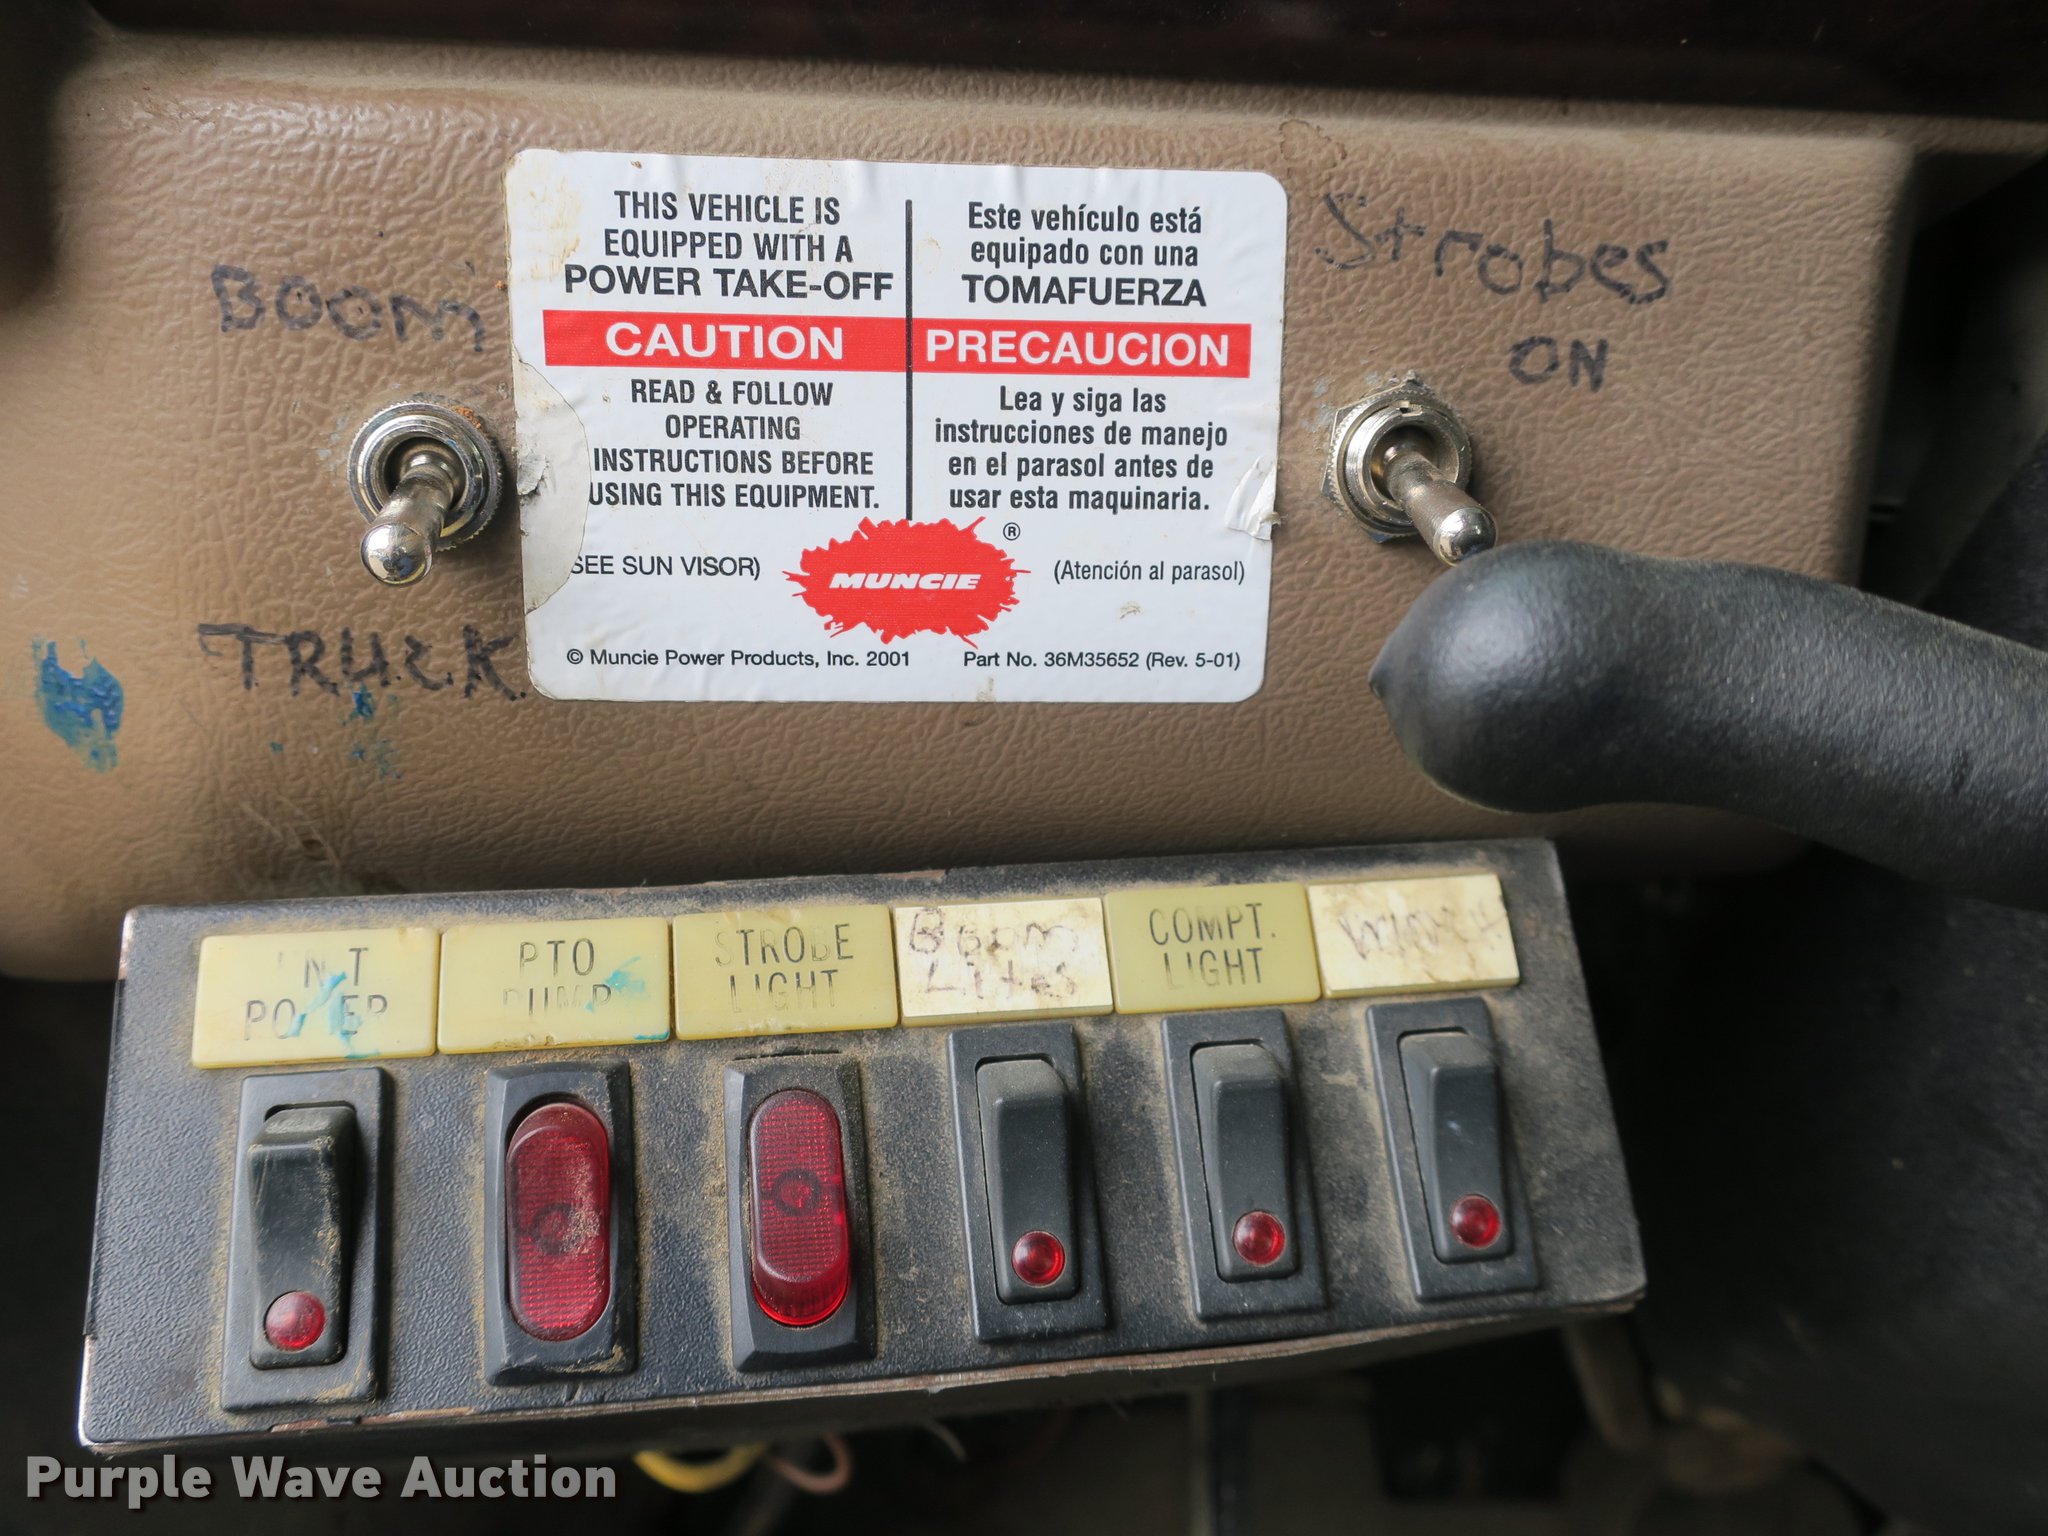 BOOM
TRUCK
THIS VEHICLE IS
EQUIPPED WITH A
POWER TAKE-OFF
CAUTION
READ & FOLLOW
OPERATING
INSTRUCTIONS BEFORE
USING THIS EQUIPMENT.
SEE SUN VISOR)
Este vehículo está
equipado con una
TOMAFUERZA
PRECAUCION
Lea y siga las
instrucciones de manejo
en el parasol antes de
usar esta maquinaria.
(Atención al parasol)
MUNCIE ®
© Muncie Power Products, Inc. 2001 Part No. 36M35652 (Rev. 5-01)
Strobes
ON
POWER
PTO
PUMP
STROBE
LIGHT
Boom
Lites
COMPT.
LIGHT
Purple Wave Auction